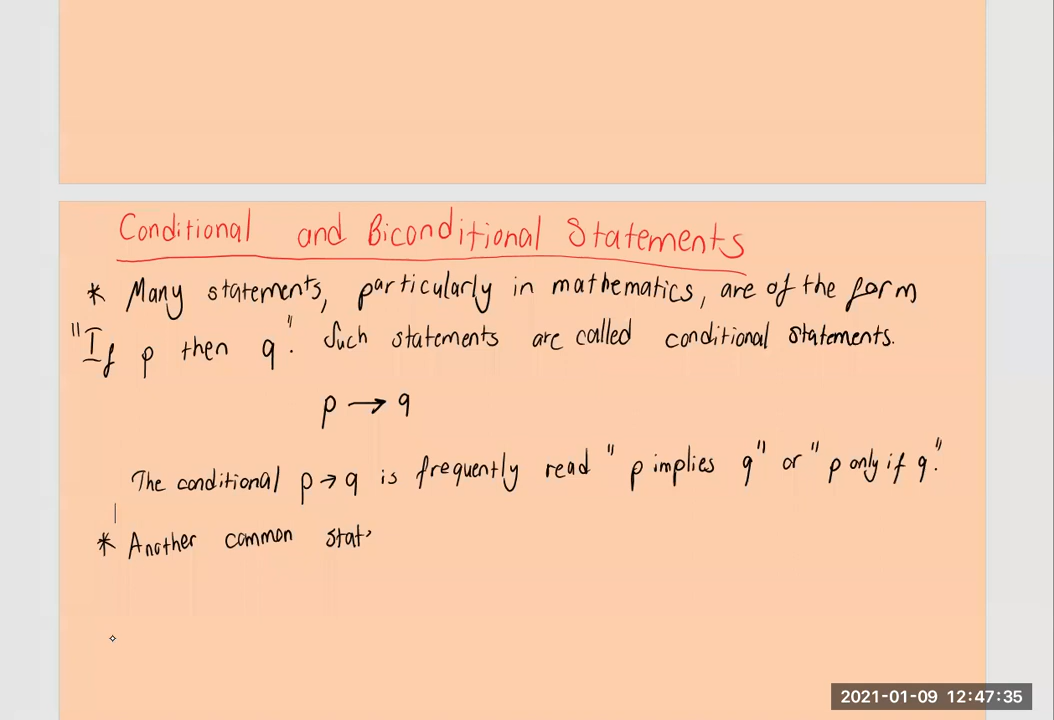 Conditional and Biconditional Statements
* Many statements, particularly in mathematics, are of the form
"If p then q". Such statements are called conditional statements.
p → q
The conditional p → q is frequently read "p implies q" or "p only if q".
* Another common stat
2021-01-09 12:47:35